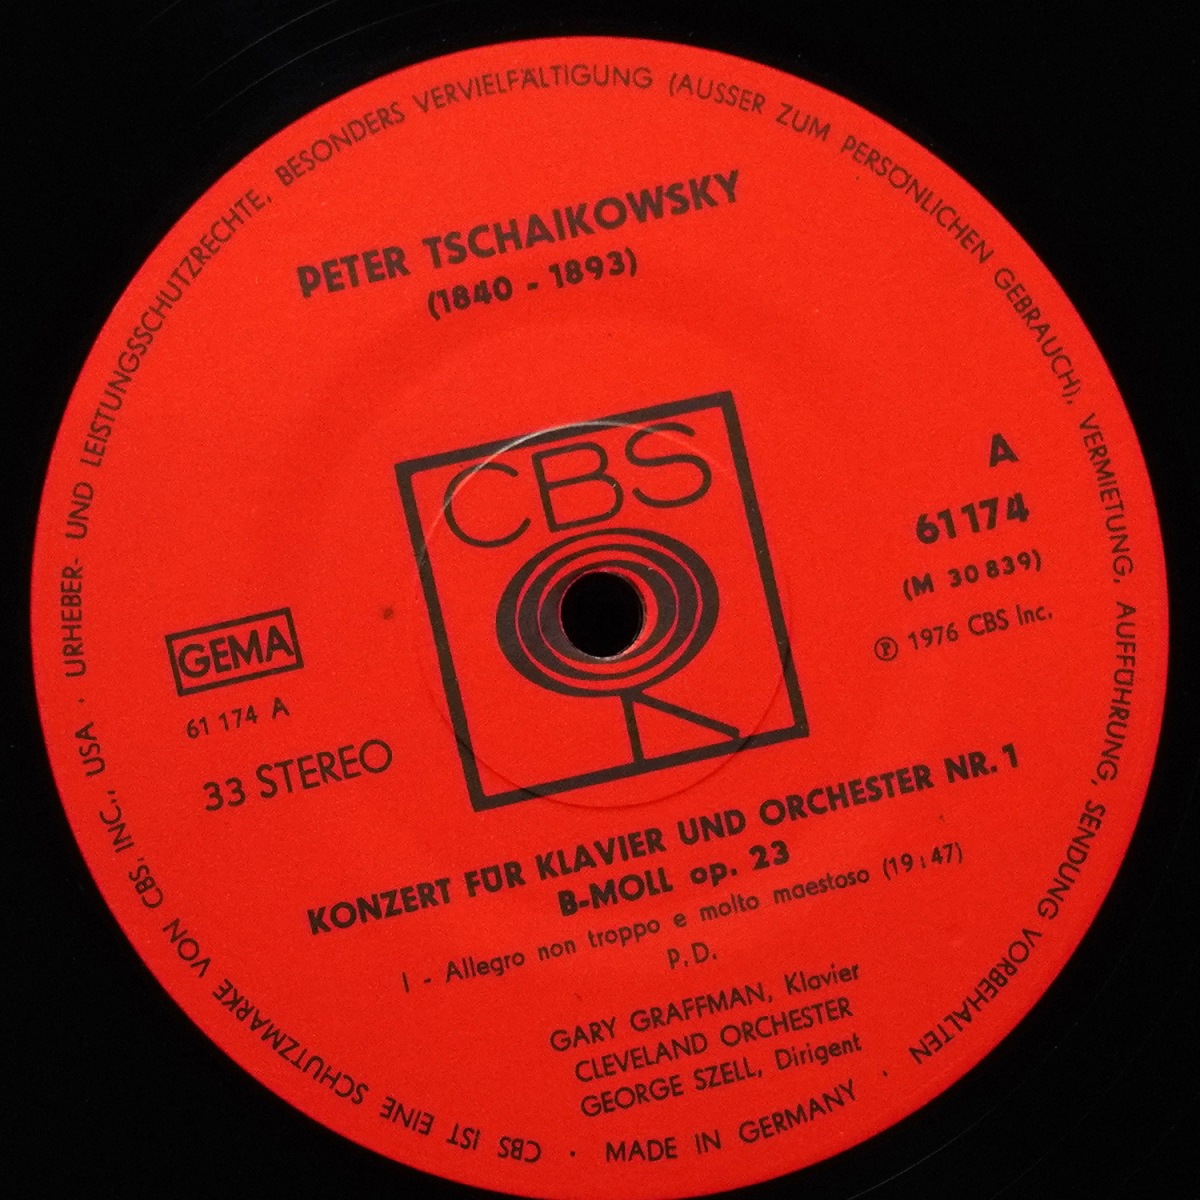 URHEBER- UND LEISTUNGSSCHUTZRECHTE, BESONDERS VERVIELFÄLTIGUNG (AUSSER ZUM PERSÖNLICHEN GEBRAUCH), VERMIETUNG, AUFFÜHRUNG, SENDUNG VORBEHALTEN ·
PETER TSCHAIKOWSKY
(1840 - 1893)
CBS
A
61174
(M 30 839)
℗ 1976 CBS Inc.
GEMA
61 174 A
33 STEREO
KONZERT FÜR KLAVIER UND ORCHESTER NR. 1
B-MOLL op. 23
I - Allegro non troppo e molto maestoso (19:47)
P.D.
GARY GRAFFMAN, Klavier
CLEVELAND ORCHESTER
GEORGE SZELL, Dirigent
MADE IN GERMANY
· CBS IST EINE SCHUTZMARKE VON CBS, INC., USA ·